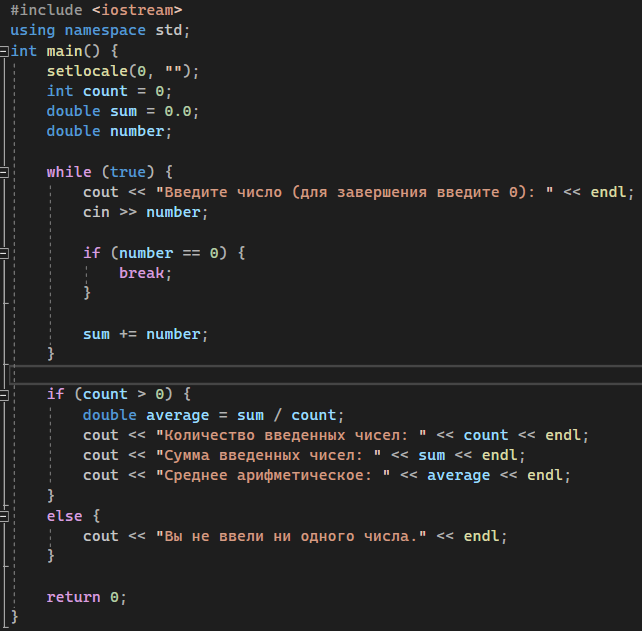 #include <iostream>
using namespace std;
int main() {
    setlocale(0, "");
    int count = 0;
    double sum = 0.0;
    double number;

    while (true) {
        cout << "Введите число (для завершения введите 0): " << endl;
        cin >> number;

        if (number == 0) {
            break;
        }

        sum += number;
    }

    if (count > 0) {
        double average = sum / count;
        cout << "Количество введенных чисел: " << count << endl;
        cout << "Сумма введенных чисел: " << sum << endl;
        cout << "Среднее арифметическое: " << average << endl;
    }
    else {
        cout << "Вы не ввели ни одного числа." << endl;
    }

    return 0;
}